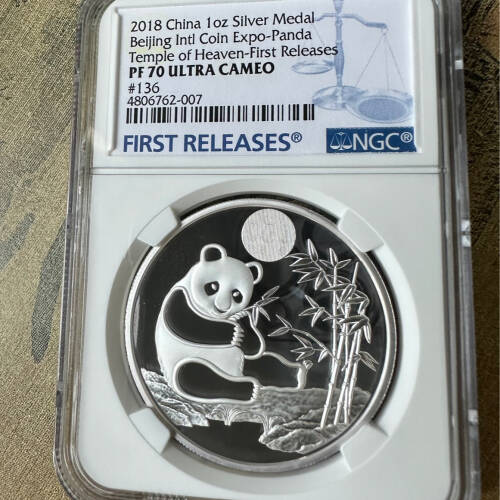 2018 China 1oz Silver Medal
Beijing Intl Coin Expo-Panda
Temple of Heaven-First Releases
PF 70 ULTRA CAMEO
#136
4806762-007
FIRST RELEASES®
NGC®